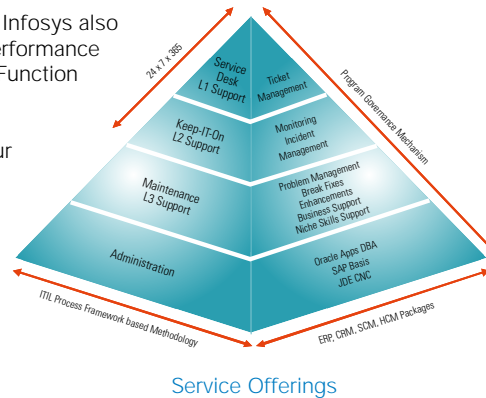 Infosys also
erformance
Function
ur
24 x 7 x 365
Program Governance Mechanism
Service
Desk
L1 Support
Ticket
Management
Keep-IT-On
L2 Support
Monitoring
Incident
Management
Maintenance
L3 Support
Problem Management
Break Fixes
Enhancements
Business Support
Niche Skills Support
Administration
Oracle Apps DBA
SAP Basis
JDE CNC
ITIL Process Framework based Methodology
ERP, CRM, SCM, HCM Packages
Service Offerings